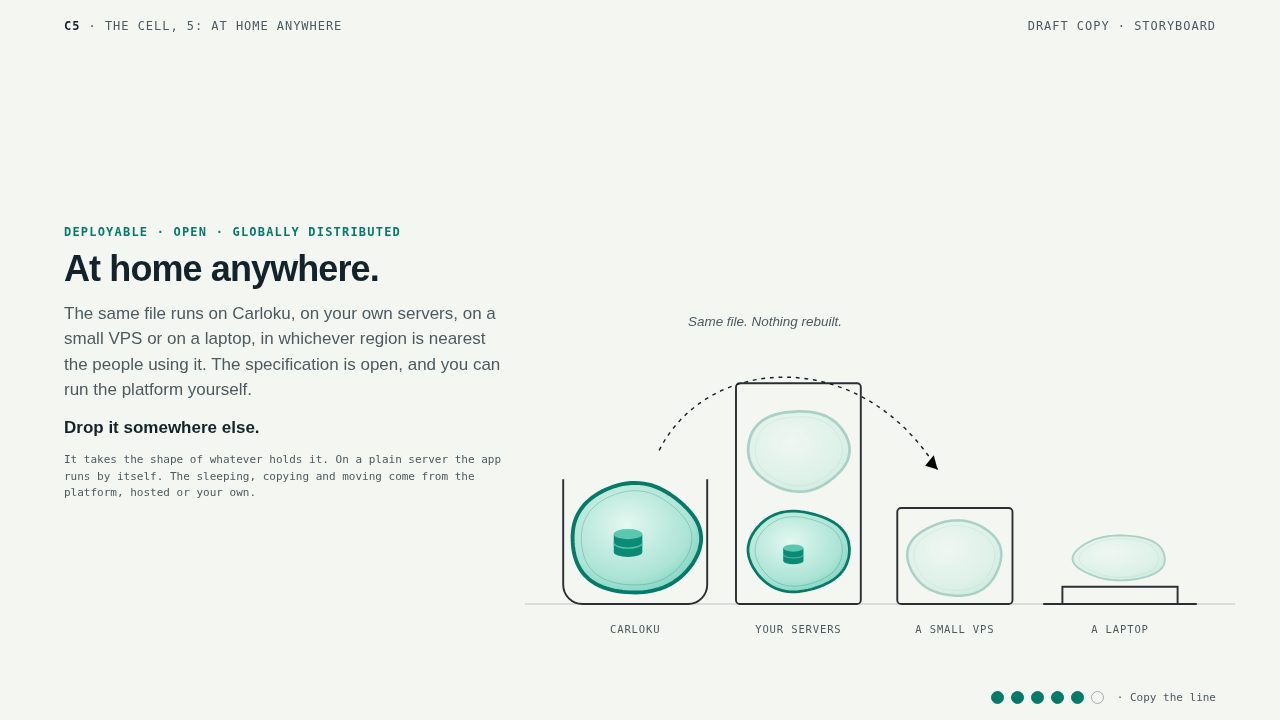 C5 · THE CELL, 5: AT HOME ANYWHERE
DRAFT COPY · STORYBOARD
DEPLOYABLE · OPEN · GLOBALLY DISTRIBUTED
At home anywhere.
The same file runs on Carloku, on your own servers, on a
small VPS or on a laptop, in whichever region is nearest
the people using it. The specification is open, and you can
run the platform yourself.
Drop it somewhere else.
It takes the shape of whatever holds it. On a plain server the app
runs by itself. The sleeping, copying and moving come from the
platform, hosted or your own.
Same file. Nothing rebuilt.
CARLOKU
YOUR SERVERS
A SMALL VPS
A LAPTOP
· Copy the line